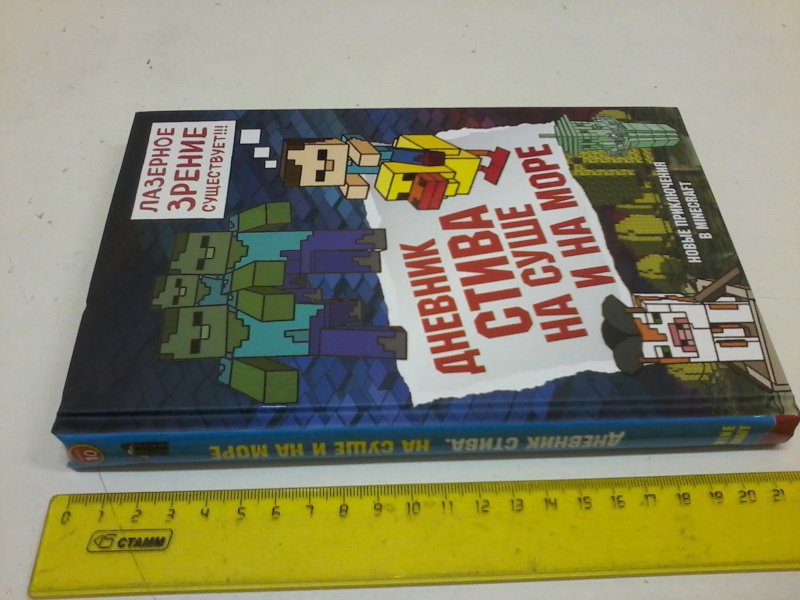 ЛАЗЕРНОЕ
ЗРЕНИЕ
СУЩЕСТВУЕТ!!!
ДНЕВНИК
СТИВА
НА СУШЕ
И НА МОРЕ
НОВЫЕ ПРИКЛЮЧЕНИЯ
В MINECRAFT
10
ДНЕВНИК СТИВА. НА СУШЕ И НА МОРЕ
0 1 2 3 4 5 6 7 8 9 10 11 12 13 14 15 16 17 18 19 20 21
СТАММ